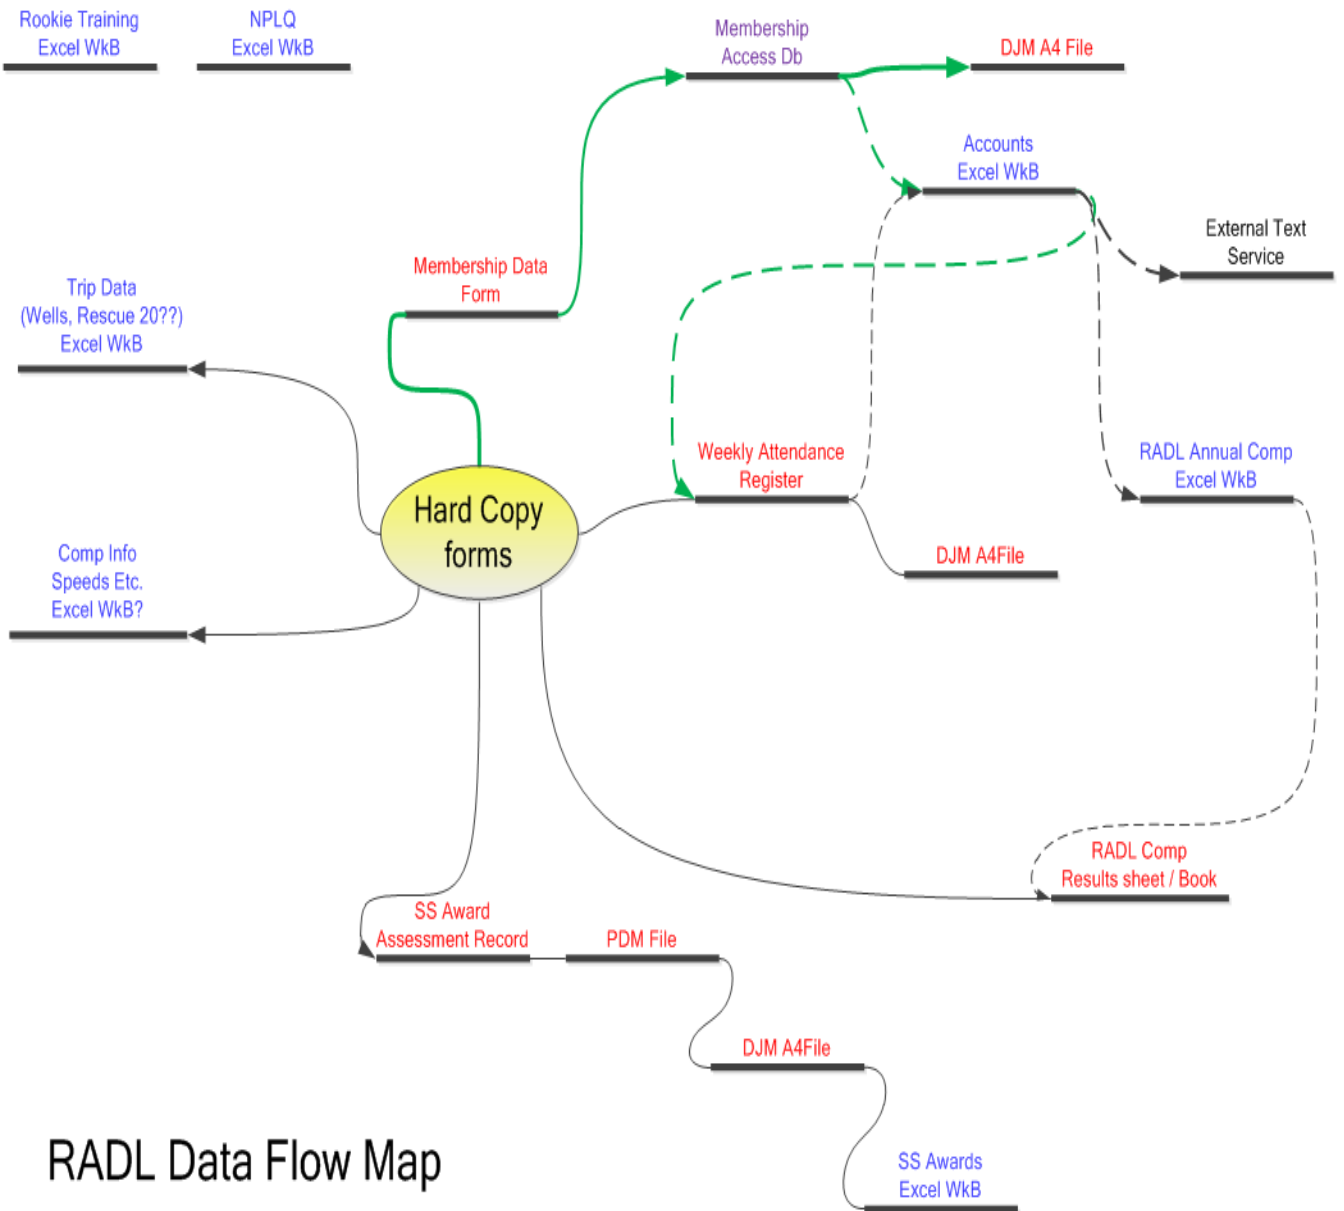 Rookie Training
Excel WkB
NPLQ
Excel WkB
Membership
Access Db
DJM A4 File
Accounts
Excel WkB
External Text
Service
Membership Data
Form
Trip Data
(Wells, Rescue 20??)
Excel WkB
Weekly Attendance
Register
RADL Annual Comp
Excel WkB
Hard Copy
forms
DJM A4File
Comp Info
Speeds Etc.
Excel WkB?
RADL Comp
Results sheet / Book
SS Award
Assessment Record
PDM File
DJM A4File
SS Awards
Excel WkB
RADL Data Flow Map